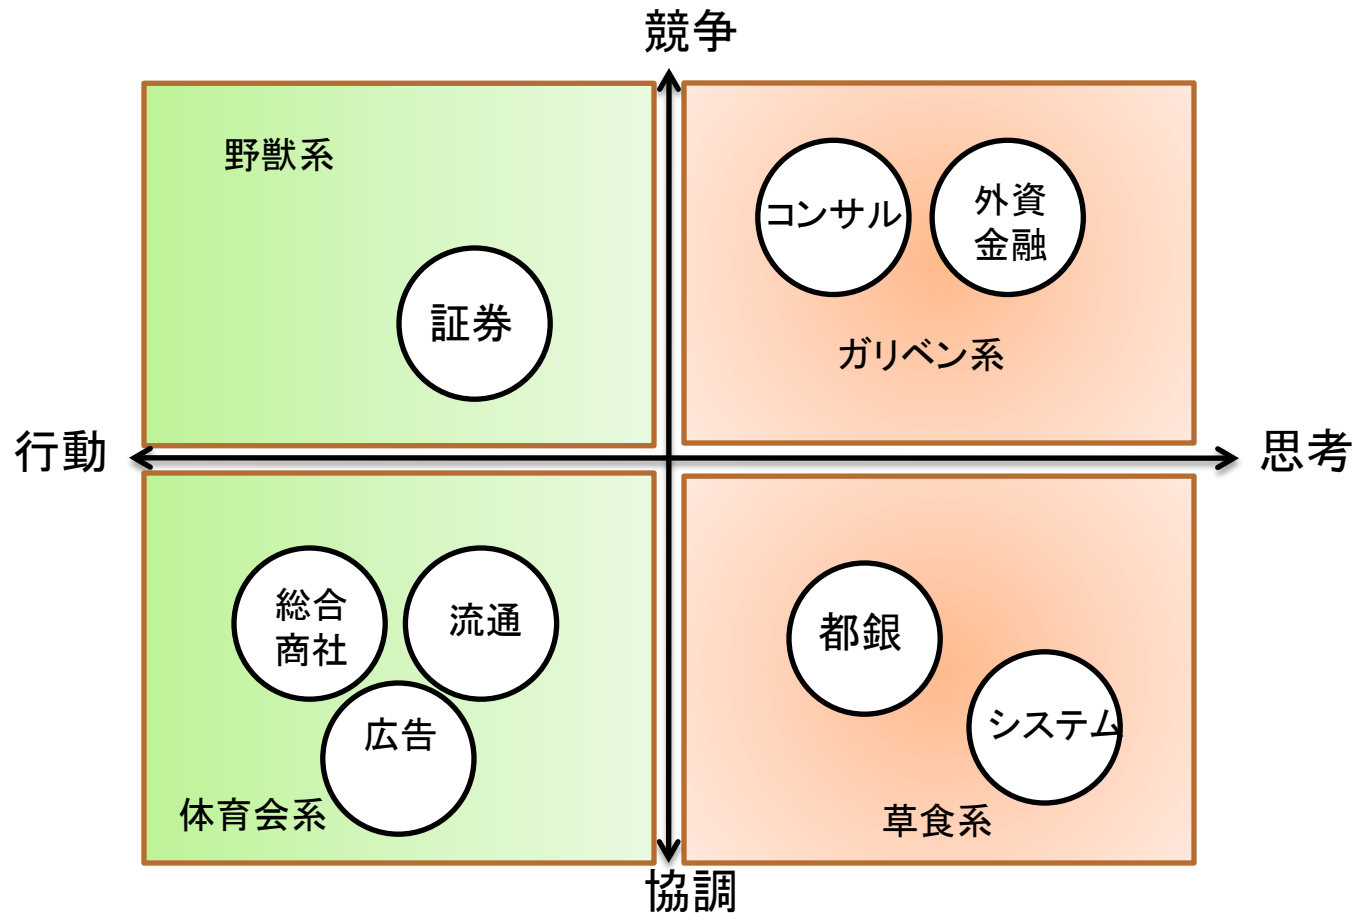 競争
野獣系
コンサル
外資
金融
証券
ガリベン系
行動
思考
総合
商社
流通
都銀
広告
システム
体育会系
草食系
協調